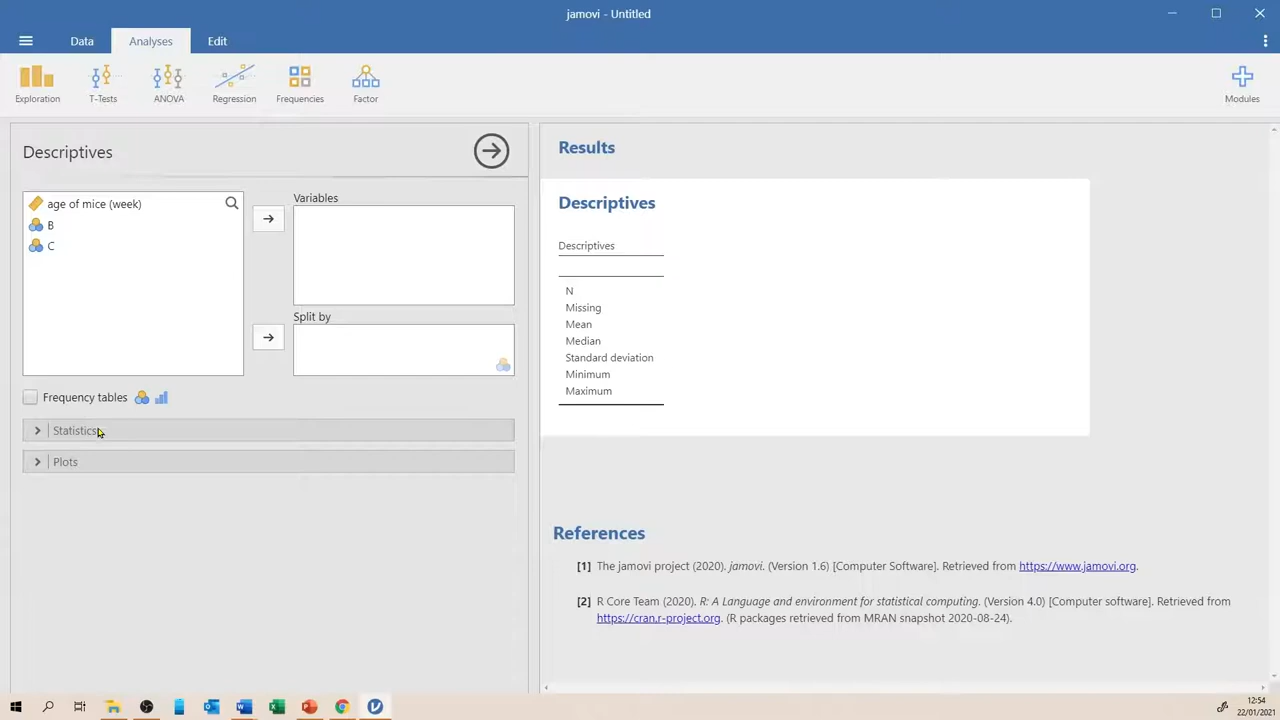 jamovi - Untitled
Data
Analyses
Edit
Exploration
T-Tests
ANOVA
Regression
Frequencies
Factor
Modules
Descriptives
age of mice (week)
B
C
Variables
Split by
Frequency tables
Statistics
Plots
Results
Descriptives
Descriptives
N
Missing
Mean
Median
Standard deviation
Minimum
Maximum
References
[1] The jamovi project (2020). jamovi. (Version 1.6) [Computer Software]. Retrieved from https://www.jamovi.org.
[2] R Core Team (2020). R: A Language and environment for statistical computing. (Version 4.0) [Computer software]. Retrieved from
https://cran.r-project.org. (R packages retrieved from MRAN snapshot 2020-08-24).
12:54
22/01/2021